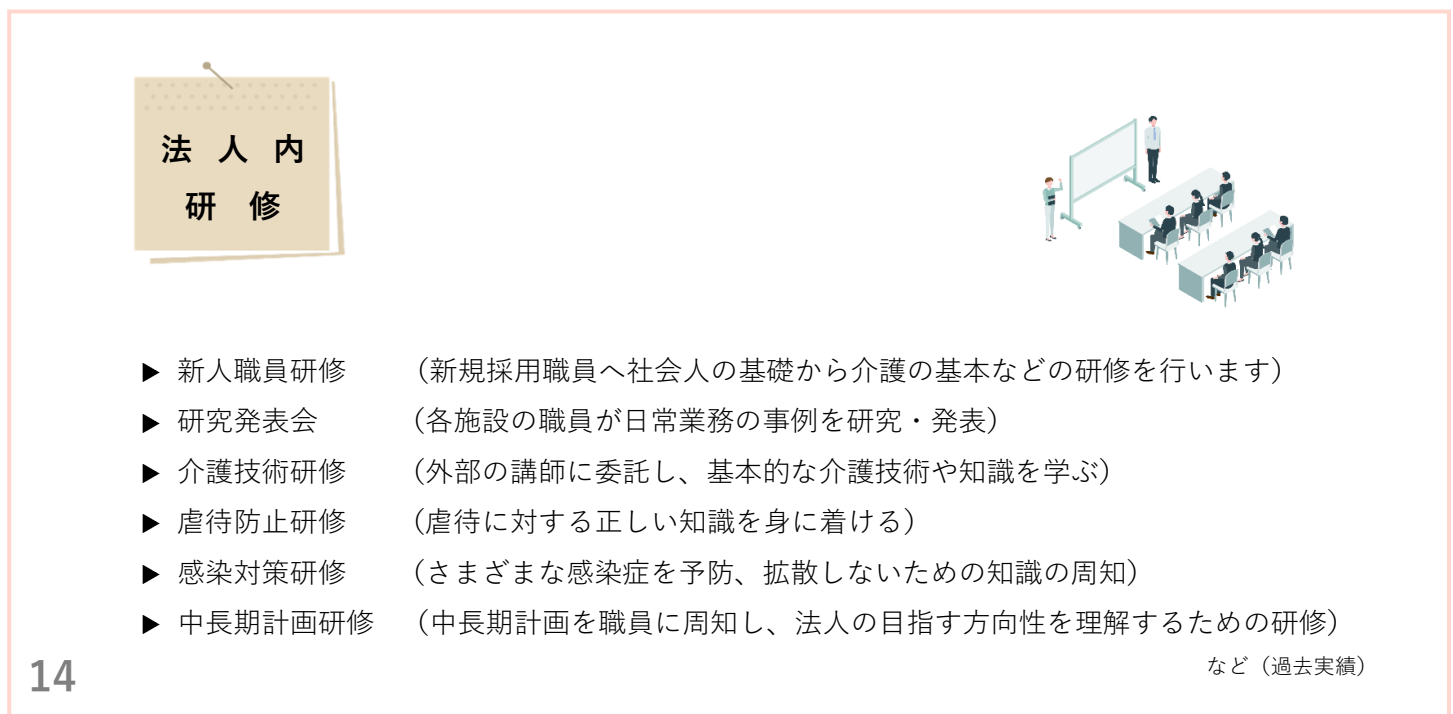 法人内
研修
▶ 新人職員研修 （新規採用職員へ社会人の基礎から介護の基本などの研修を行います）
▶ 研究発表会 （各施設の職員が日常業務の事例を研究・発表）
▶ 介護技術研修 （外部の講師に委託し、基本的な介護技術や知識を学ぶ）
▶ 虐待防止研修 （虐待に対する正しい知識を身に着ける）
▶ 感染対策研修 （さまざまな感染症を予防、拡散しないための知識の周知）
▶ 中長期計画研修 （中長期計画を職員に周知し、法人の目指す方向性を理解するための研修）
など（過去実績）
14